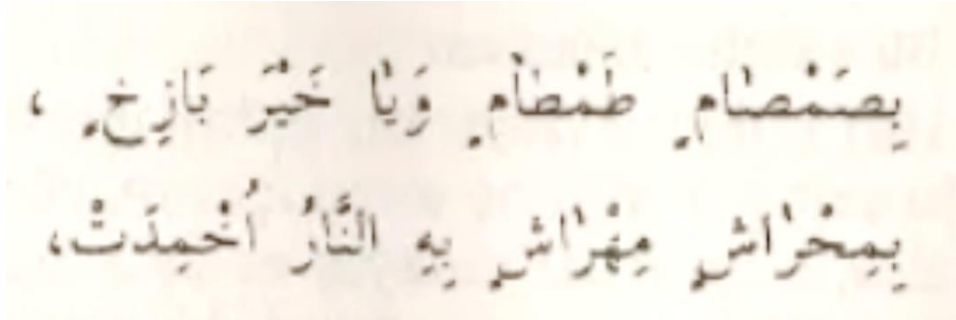 بِصَمْصَامٍ طَمْطَامٍ وَيَا خَيْرَ بَازِخٍ ،
بِمِحْرَاشٍ مِهْرَاشٍ بِهِ النَّارُ أُخْمِدَتْ،